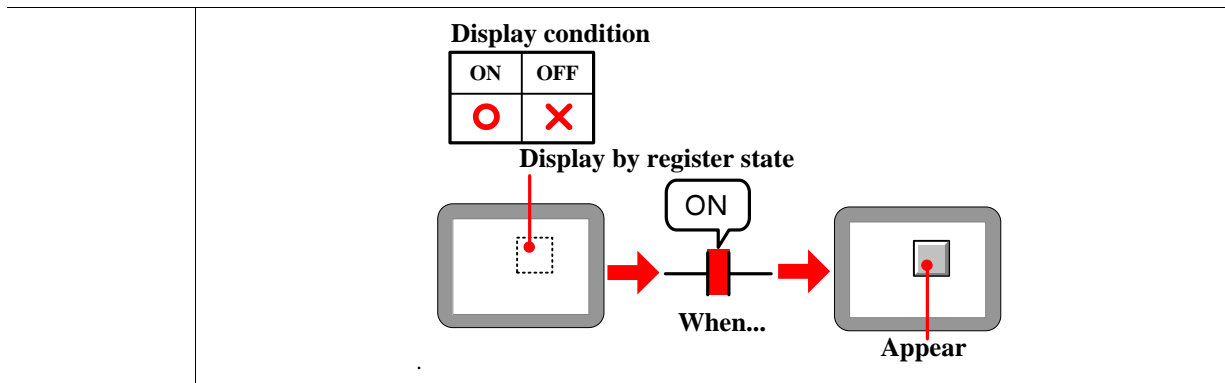 Display condition
ON OFF
Display by register state
ON
When...
Appear
.